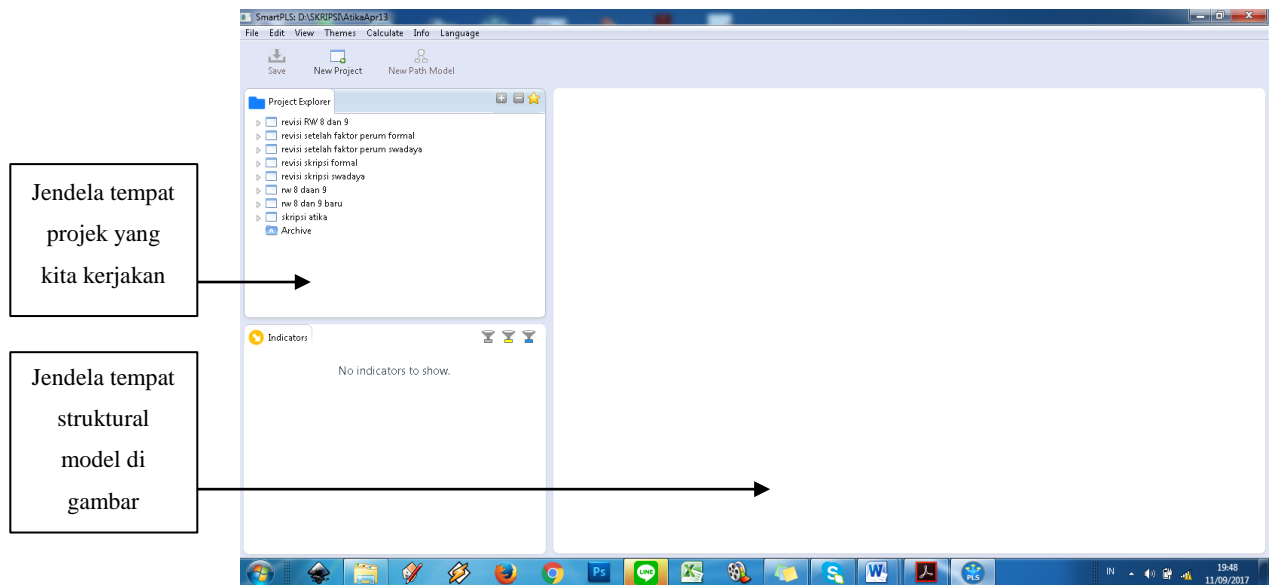 SmartPLS: D:\SKRIPSI\AtikaApr13
File Edit View Themes Calculate Info Language
Save New Project New Path Model
Project Explorer
revisi RW 8 dan 9
revisi setelah faktor perum formal
revisi setelah faktor perum swadaya
revisi skripsi formal
revisi skripsi swadaya
rw 8 daan 9
rw 8 dan 9 baru
skripsi atika
Archive
Jendela tempat
projek yang
kita kerjakan
Indicators
No indicators to show.
Jendela tempat
struktural
model di
gambar
Ps
LINE
W
PLS
IN
19:48
11/09/2017